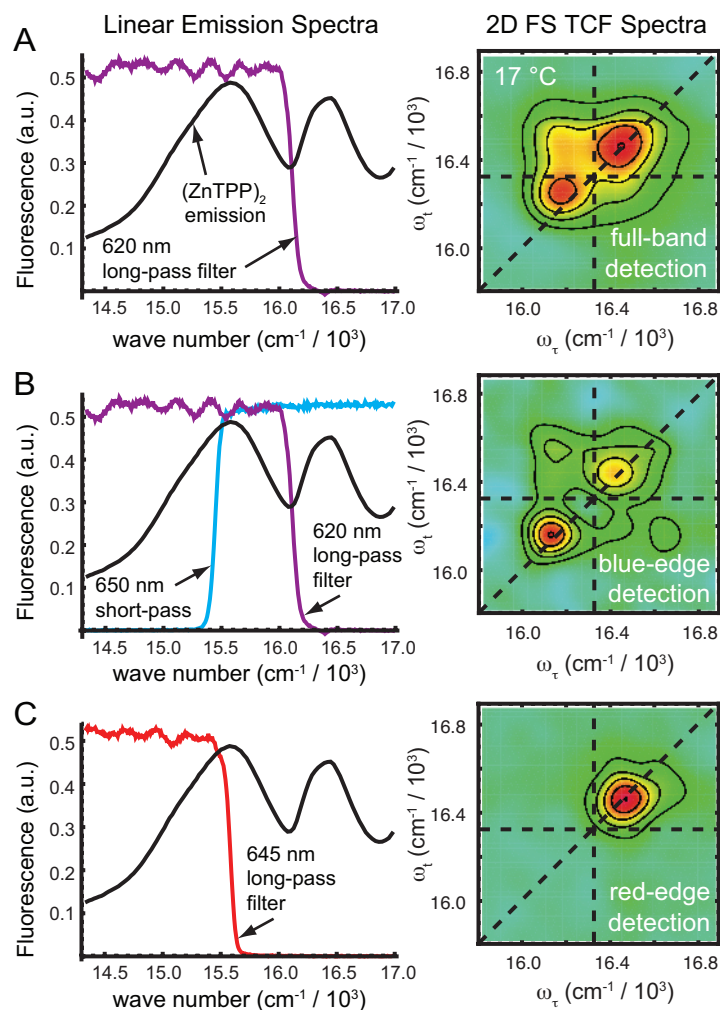 Linear Emission Spectra
2D FS TCF Spectra
A
Fluorescence (a.u.)
0.5
0.4
0.3
0.2
0.1
(ZnTPP)2
emission
620 nm
long-pass filter
14.5 15.0 15.5 16.0 16.5 17.0
wave number (cm-1 / 103)
17 °C
ωt (cm-1 / 103)
16.8
16.4
16.0
full-band
detection
16.0 16.4 16.8
ωτ (cm-1 / 103)
B
Fluorescence (a.u.)
0.5
0.4
0.3
0.2
0.1
650 nm
short-pass
620 nm
long-pass
filter
14.5 15.0 15.5 16.0 16.5 17.0
wave number (cm-1 / 103)
ωt (cm-1 / 103)
16.8
16.4
16.0
blue-edge
detection
16.0 16.4 16.8
ωτ (cm-1 / 103)
C
Fluorescence (a.u.)
0.5
0.4
0.3
0.2
0.1
645 nm
long-pass
filter
14.5 15.0 15.5 16.0 16.5 17.0
wave number (cm-1 / 103)
ωt (cm-1 / 103)
16.8
16.4
16.0
red-edge
detection
16.0 16.4 16.8
ωτ (cm-1 / 103)